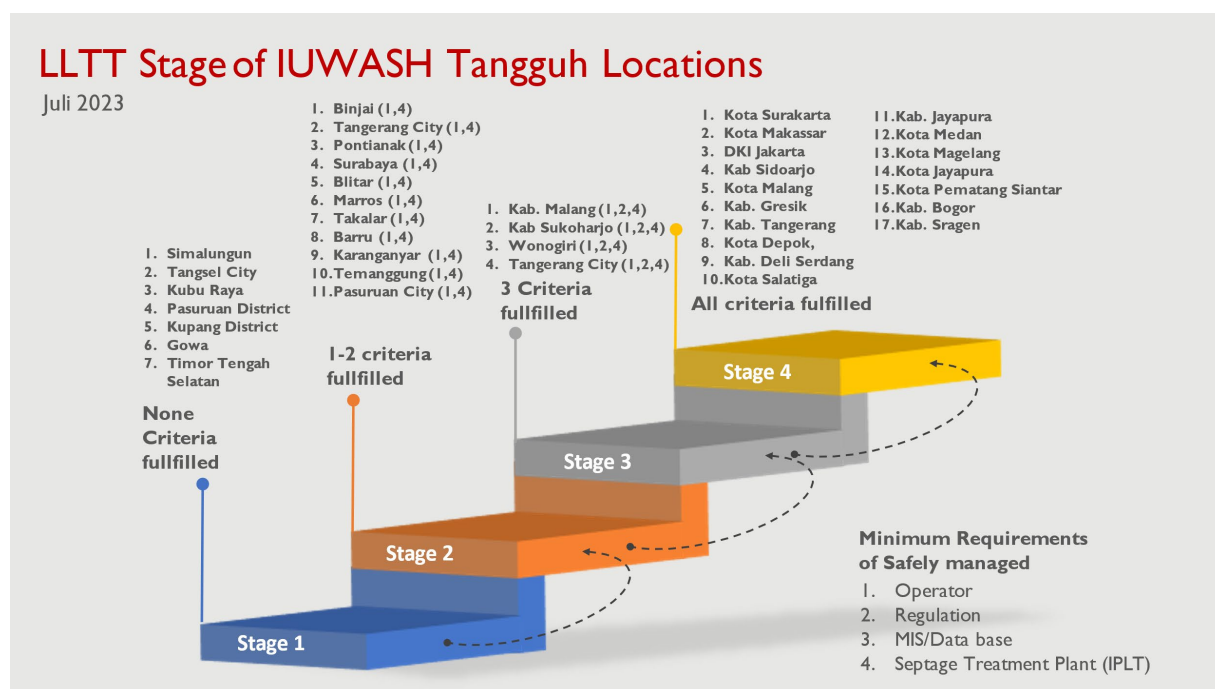 LLTT Stage of IUWASH Tangguh Locations
Juli 2023
1. Simalungun
2. Tangsel City
3. Kubu Raya
4. Pasuruan District
5. Kupang District
6. Gowa
7. Timor Tengah
Selatan
None
Criteria
fullfilled
1. Binjai (1,4)
2. Tangerang City (1,4)
3. Pontianak (1,4)
4. Surabaya (1,4)
5. Blitar (1,4)
6. Marros (1,4)
7. Takalar (1,4)
8. Barru (1,4)
9. Karanganyar (1,4)
10.Temanggung (1,4)
11.Pasuruan City (1,4)
1-2 criteria
fullfilled
1. Kab. Malang (1,2,4)
2. Kab Sukoharjo (1,2,4)
3. Wonogiri (1,2,4)
4. Tangerang City (1,2,4)
3 Criteria
fullfilled
1. Kota Surakarta
2. Kota Makassar
3. DKI Jakarta
4. Kab Sidoarjo
5. Kota Malang
6. Kab. Gresik
7. Kab. Tangerang
8. Kota Depok,
9. Kab. Deli Serdang
10.Kota Salatiga
11.Kab. Jayapura
12.Kota Medan
13.Kota Magelang
14.Kota Jayapura
15.Kota Pematang Siantar
16.Kab. Bogor
17.Kab. Sragen
All criteria fulfilled
Stage 4
Stage 3
Stage 2
Stage 1
Minimum Requirements
of Safely managed
1. Operator
2. Regulation
3. MIS/Data base
4. Septage Treatment Plant (IPLT)